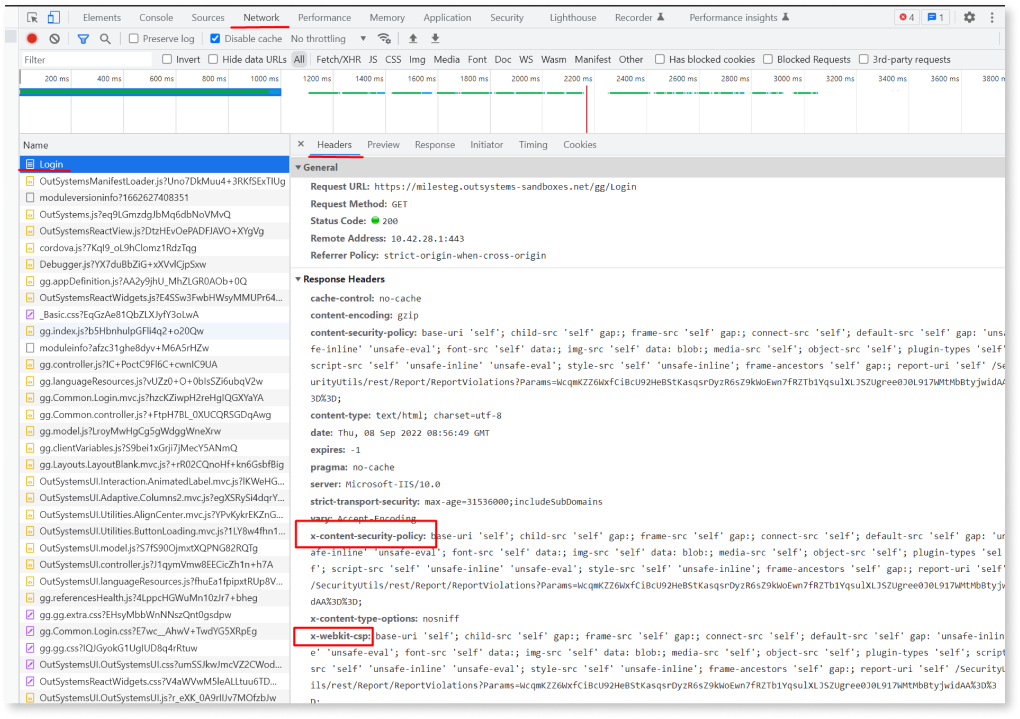 Elements Console Sources Network Performance Memory Application Security Lighthouse Recorder Performance insights 4 1
Preserve log Disable cache No throttling
Filter Invert Hide data URLs All Fetch/XHR JS CSS Img Media Font Doc WS Wasm Manifest Other Has blocked cookies Blocked Requests 3rd-party requests
200 ms 400 ms 600 ms 800 ms 1000 ms 1200 ms 1400 ms 1600 ms 1800 ms 2000 ms 2200 ms 2400 ms 2600 ms 2800 ms 3000 ms 3200 ms 3400 ms 3600 ms 3800 m
Name
Login
OutSystemsManifestLoader.js?Uno7DkMuu4+3RKfSExTlUg
moduleversioninfo?1662627408351
OutSystems.js?eq9LGmzdgJbMq6dbNoVMvQ
OutSystemsReactView.js?DtzHEvOePADFJAVO+XYgVg
cordova.js?7KqI9_oL9hClomz1RdzTqg
Debugger.js?YX7duBbZiG+xXVvlCjpSxw
gg.appDefinition.js?AA2y9jhU_MhZLGR0AOb+0Q
OutSystemsReactWidgets.js?E4SSw3FwbHWsyMMUPr64...
_Basic.css?EqGzAe81QbZLXJyfY3oLwA
gg.index.js?b5HbnhulpGFli4q2+o20Qw
moduleinfo?afzc31ghe8dyv+M6A5rHZw
gg.controller.js?IC+PoctC9Fl6C+cwnIC9UA
gg.languageResources.js?vUZz0+O+0bIsSZi6ubqV2w
gg.Common.Login.mvc.js?hzcKZiwpH2reHgIQGXYaYA
gg.Common.controller.js?+FtpH7BL_0XUCQRSGDqAwg
gg.model.js?LroyMwHgCg5gWdggWneXrw
gg.clientVariables.js?S9bei1xGrji7jMecY5ANmQ
gg.Layouts.LayoutBlank.mvc.js?+rR02CQnoHf+kn6GsbfBig
OutSystemsUI.Interaction.AnimatedLabel.mvc.js?lKWeHG...
OutSystemsUI.Adaptive.Columns2.mvc.js?egXSRySi4dqrY...
OutSystemsUI.Utilities.AlignCenter.mvc.js?YPvKykrEKZnG...
OutSystemsUI.Utilities.ButtonLoading.mvc.js?1LY8w4fhn1...
OutSystemsUI.model.js?S7fS90OjmxtXQPNG82RQTg
OutSystemsUI.controller.js?J1qymVmw8EECicZh1n+h7A
OutSystemsUI.languageResources.js?fhuEa1fpipxtRUp8V...
gg.referencesHealth.js?4LppcHGWuMn10zJr7+bheg
gg.gg.extra.css?EHsyMbbWnNNszQnt0gsdpw
gg.Common.Login.css?E7wc__AhwV+TwdYG5XRpEg
gg.gg.css?IQJGyokG1UgIUD8q4rRtuw
OutSystemsUI.OutSystemsUI.css?umSSJkwJmcVZ2CWod...
OutSystemsReactWidgets.css?V4aWVwM5leALLtuu6TD...
OutSystemsUI.OutSystemsUI.js?r_eXK_0A9rIIJv7MOfzbJw
Headers Preview Response Initiator Timing Cookies
General
Request URL: https://milesteg.outsystems-sandboxes.net/gg/Login
Request Method: GET
Status Code: 200
Remote Address: 10.42.28.1:443
Referrer Policy: strict-origin-when-cross-origin
Response Headers
cache-control: no-cache
content-encoding: gzip
content-security-policy: base-uri 'self'; child-src 'self' gap:; frame-src 'self' gap:; connect-src 'self'; default-src 'self' gap: 'unsa
fe-inline' 'unsafe-eval'; font-src 'self' data:; img-src 'self' data: blob:; media-src 'self'; object-src 'self'; plugin-types 'self'
script-src 'self' 'unsafe-inline' 'unsafe-eval'; style-src 'self' 'unsafe-inline'; frame-ancestors 'self' gap:; report-uri 'self' /Se
curityUtils/rest/Report/ReportViolations?Params=WcqmKZZ6WxfCiBcU92HeBStKasqsrDyzR6sZ9kWoEwn7fRZTb1YqsulXLJSZUgree0J0L917WMtMbBtyjwidAA%
3D%3D;
content-type: text/html; charset=utf-8
date: Thu, 08 Sep 2022 08:56:49 GMT
expires: -1
pragma: no-cache
server: Microsoft-IIS/10.0
strict-transport-security: max-age=31536000;includeSubDomains
vary: Accept-Encoding
x-content-security-policy: base-uri 'self'; child-src 'self' gap:; frame-src 'self' gap:; connect-src 'self'; default-src 'self' gap: 'un
afe-inline' 'unsafe-eval'; font-src 'self' data:; img-src 'self' data: blob:; media-src 'self'; object-src 'self'; plugin-types 'sel
f'; script-src 'self' 'unsafe-inline' 'unsafe-eval'; style-src 'self' 'unsafe-inline'; frame-ancestors 'self' gap:; report-uri 'self'
/SecurityUtils/rest/Report/ReportViolations?Params=WcqmKZZ6WxfCiBcU92HeBStKasqsrDyzR6sZ9kWoEwn7fRZTb1YqsulXLJSZUgree0J0L917WMtMbBtyjw
dAA%3D%3D;
x-content-type-options: nosniff
x-webkit-csp: base-uri 'self'; child-src 'self' gap:; frame-src 'self' gap:; connect-src 'self'; default-src 'self' gap: 'unsafe-inlin
e' 'unsafe-eval'; font-src 'self' data:; img-src 'self' data: blob:; media-src 'self'; object-src 'self'; plugin-types 'self'; script
src 'self' 'unsafe-inline' 'unsafe-eval'; style-src 'self' 'unsafe-inline'; frame-ancestors 'self' gap:; report-uri 'self' /SecurityU
ils/rest/Report/ReportViolations?Params=WcqmKZZ6WxfCiBcU92HeBStKasqsrDyzR6sZ9kWoEwn7fRZTb1YqsulXLJSZUgree0J0L917WMtMbBtyjwidAA%3D%3
D;